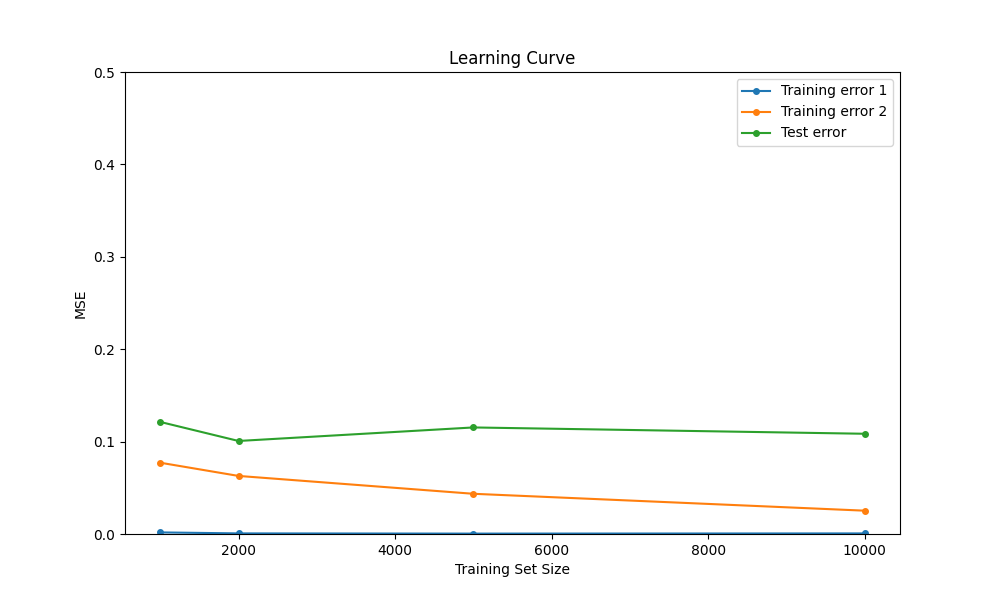 Learning Curve
Training error 1
Training error 2
Test error
0.5
0.4
0.3
0.2
0.1
0.0
MSE
2000 4000 6000 8000 10000
Training Set Size